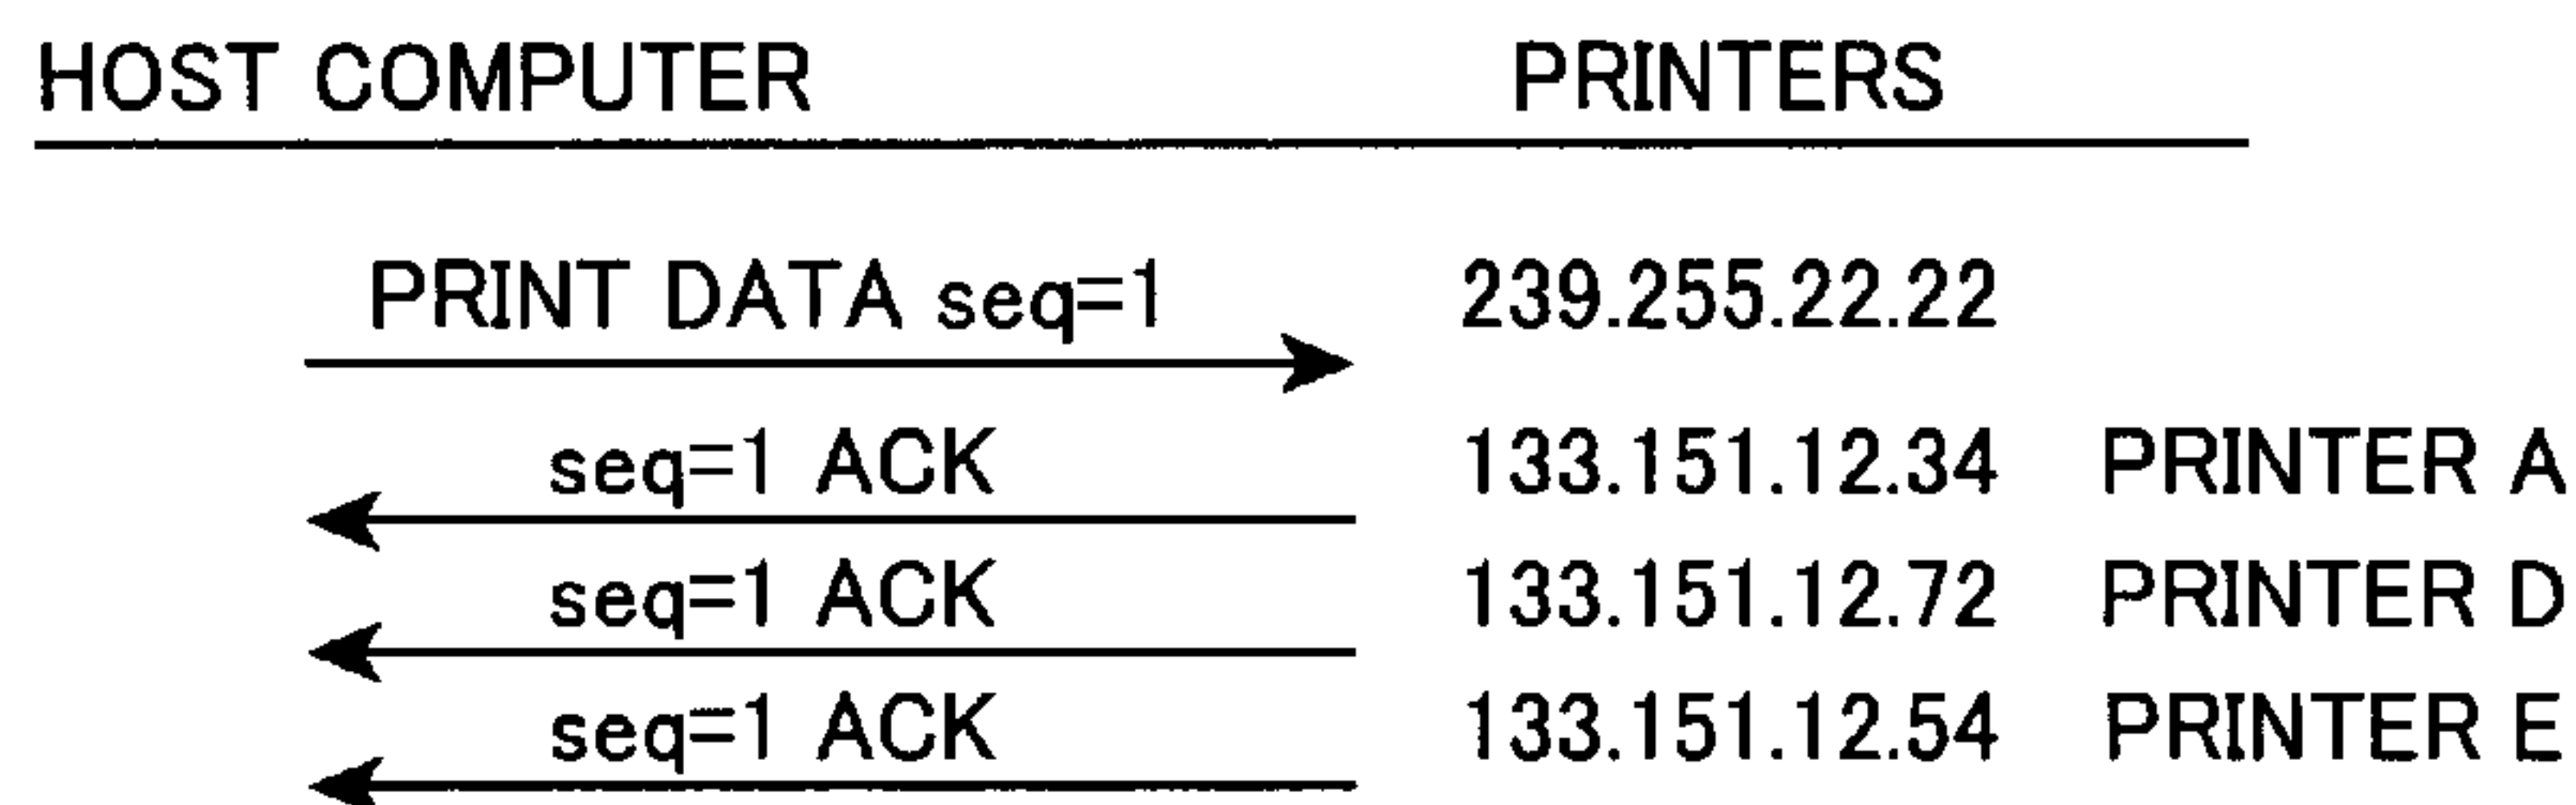 HOST COMPUTER PRINTERS
PRINT DATA seq=1 239.255.22.22
seq=1 ACK 133.151.12.34 PRINTER A
seq=1 ACK 133.151.12.72 PRINTER D
seq=1 ACK 133.151.12.54 PRINTER E